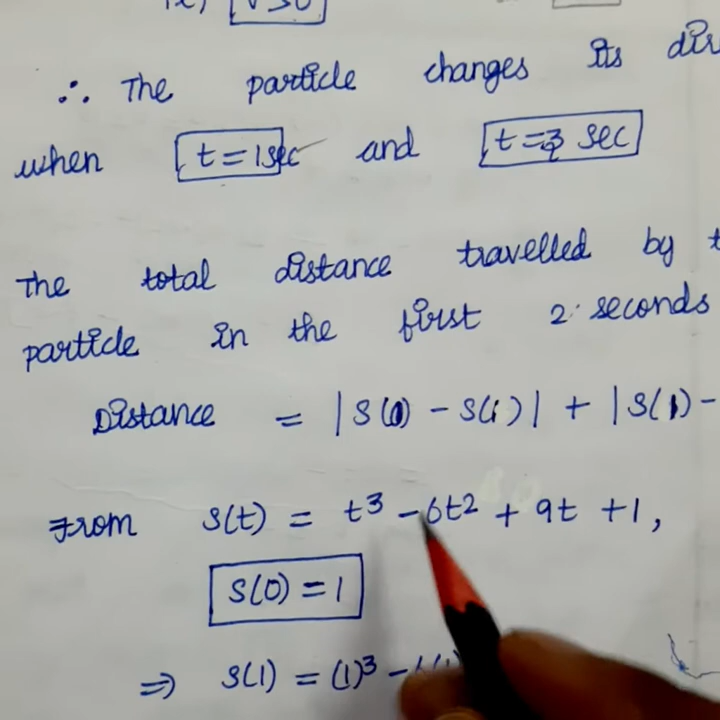 ∴ The particle changes its
when t = 1sec and t = 3 sec
The total distance travelled by
particle in the first 2 seconds
Distance = |S(0) - S(1)| + |S(1) -
From S(t) = t³ - 6t² + 9t + 1,
S(0) = 1
⇒ S(1) = (1)³ -